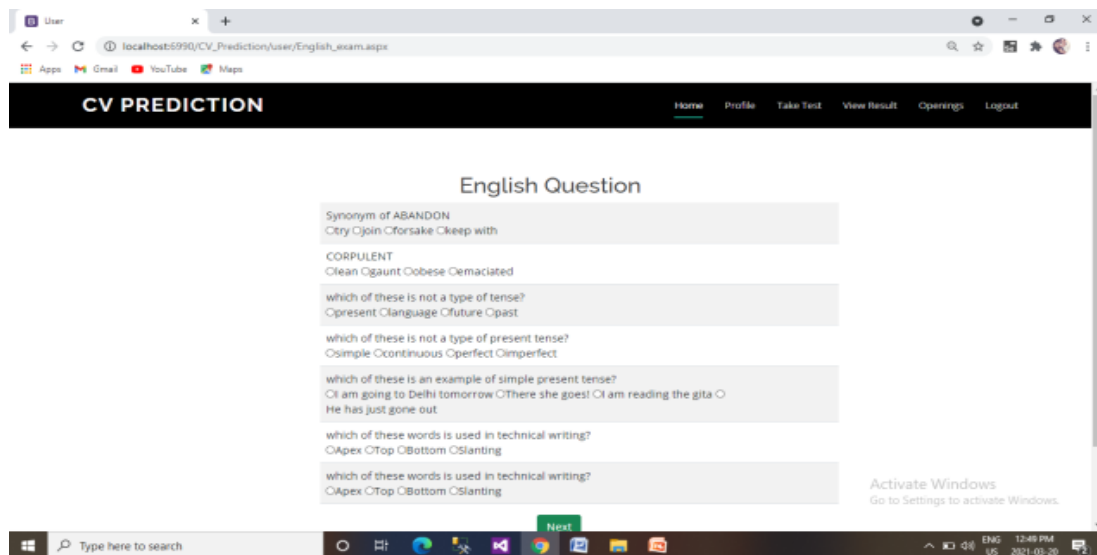 User
localhost:6990/CV_Prediction/user/English_exam.aspx
Apps Gmail YouTube Maps
CV PREDICTION Home Profile Take Test View Result Openings Logout
English Question
Synonym of ABANDON
try join forsake keep with
CORPULENT
lean gaunt obese emaciated
which of these is not a type of tense?
present language future past
which of these is not a type of present tense?
simple continuous perfect imperfect
which of these is an example of simple present tense?
I am going to Delhi tomorrow There she goes! I am reading the gita
He has just gone out
which of these words is used in technical writing?
Apex Top Bottom Slanting
which of these words is used in technical writing?
Apex Top Bottom Slanting
Activate Windows
Go to Settings to activate Windows.
Next
Type here to search
ENG 12:49 PM
US 2021-03-20